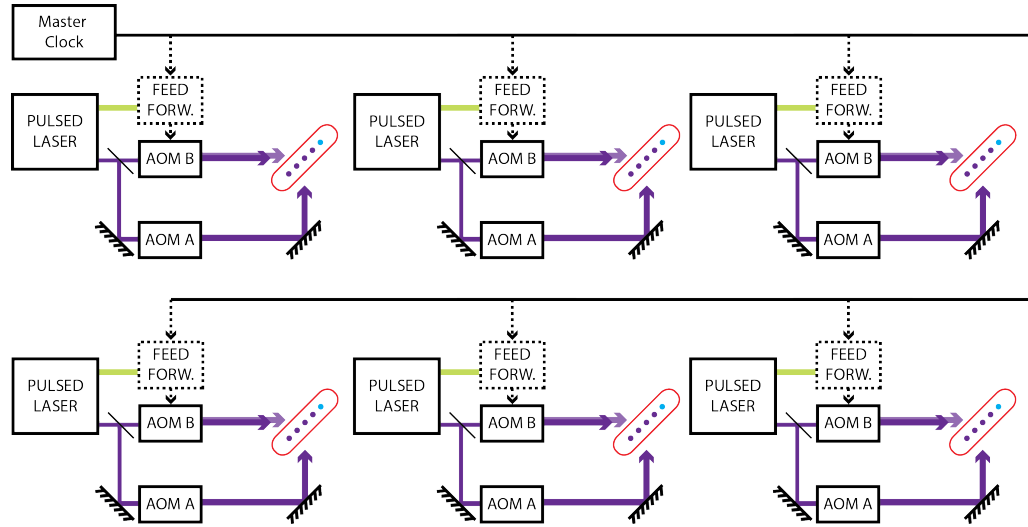 Master
Clock
FEED
FORW.
PULSED
LASER
AOM B
AOM A
FEED
FORW.
PULSED
LASER
AOM B
AOM A
FEED
FORW.
PULSED
LASER
AOM B
AOM A
FEED
FORW.
PULSED
LASER
AOM B
AOM A
FEED
FORW.
PULSED
LASER
AOM B
AOM A
FEED
FORW.
PULSED
LASER
AOM B
AOM A